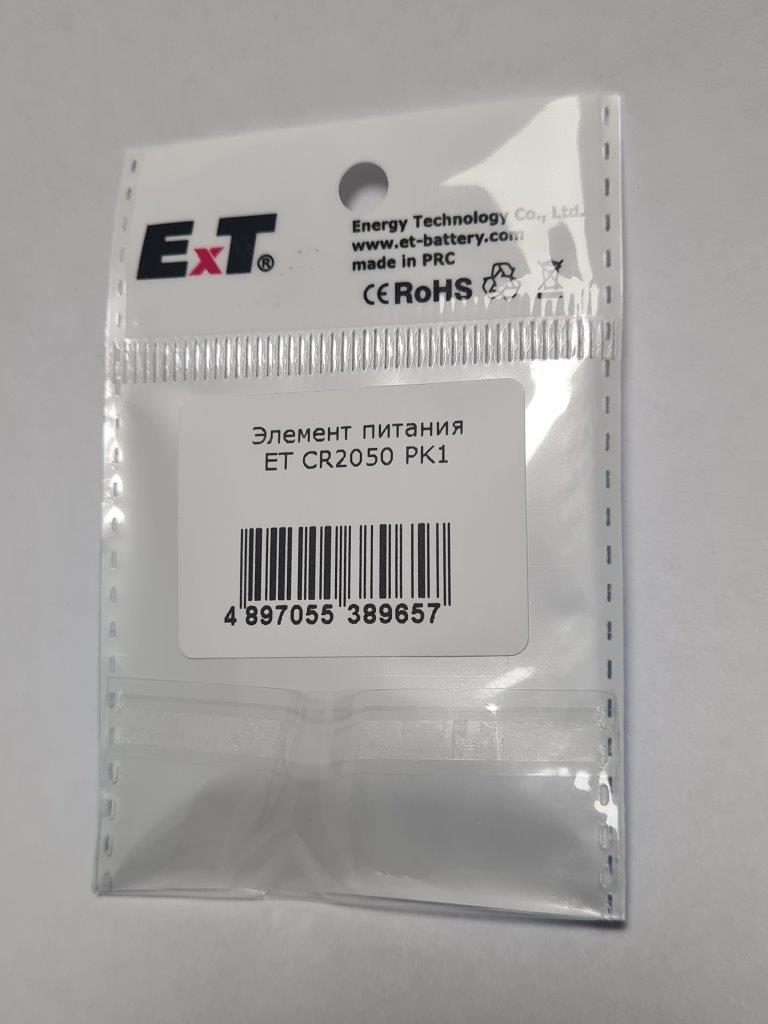 ExT®
Energy Technology Co., Ltd.
www.et-battery.com
made in PRC
CE RoHS
Элемент питания
ET CR2050 PK1
4 897055 389657